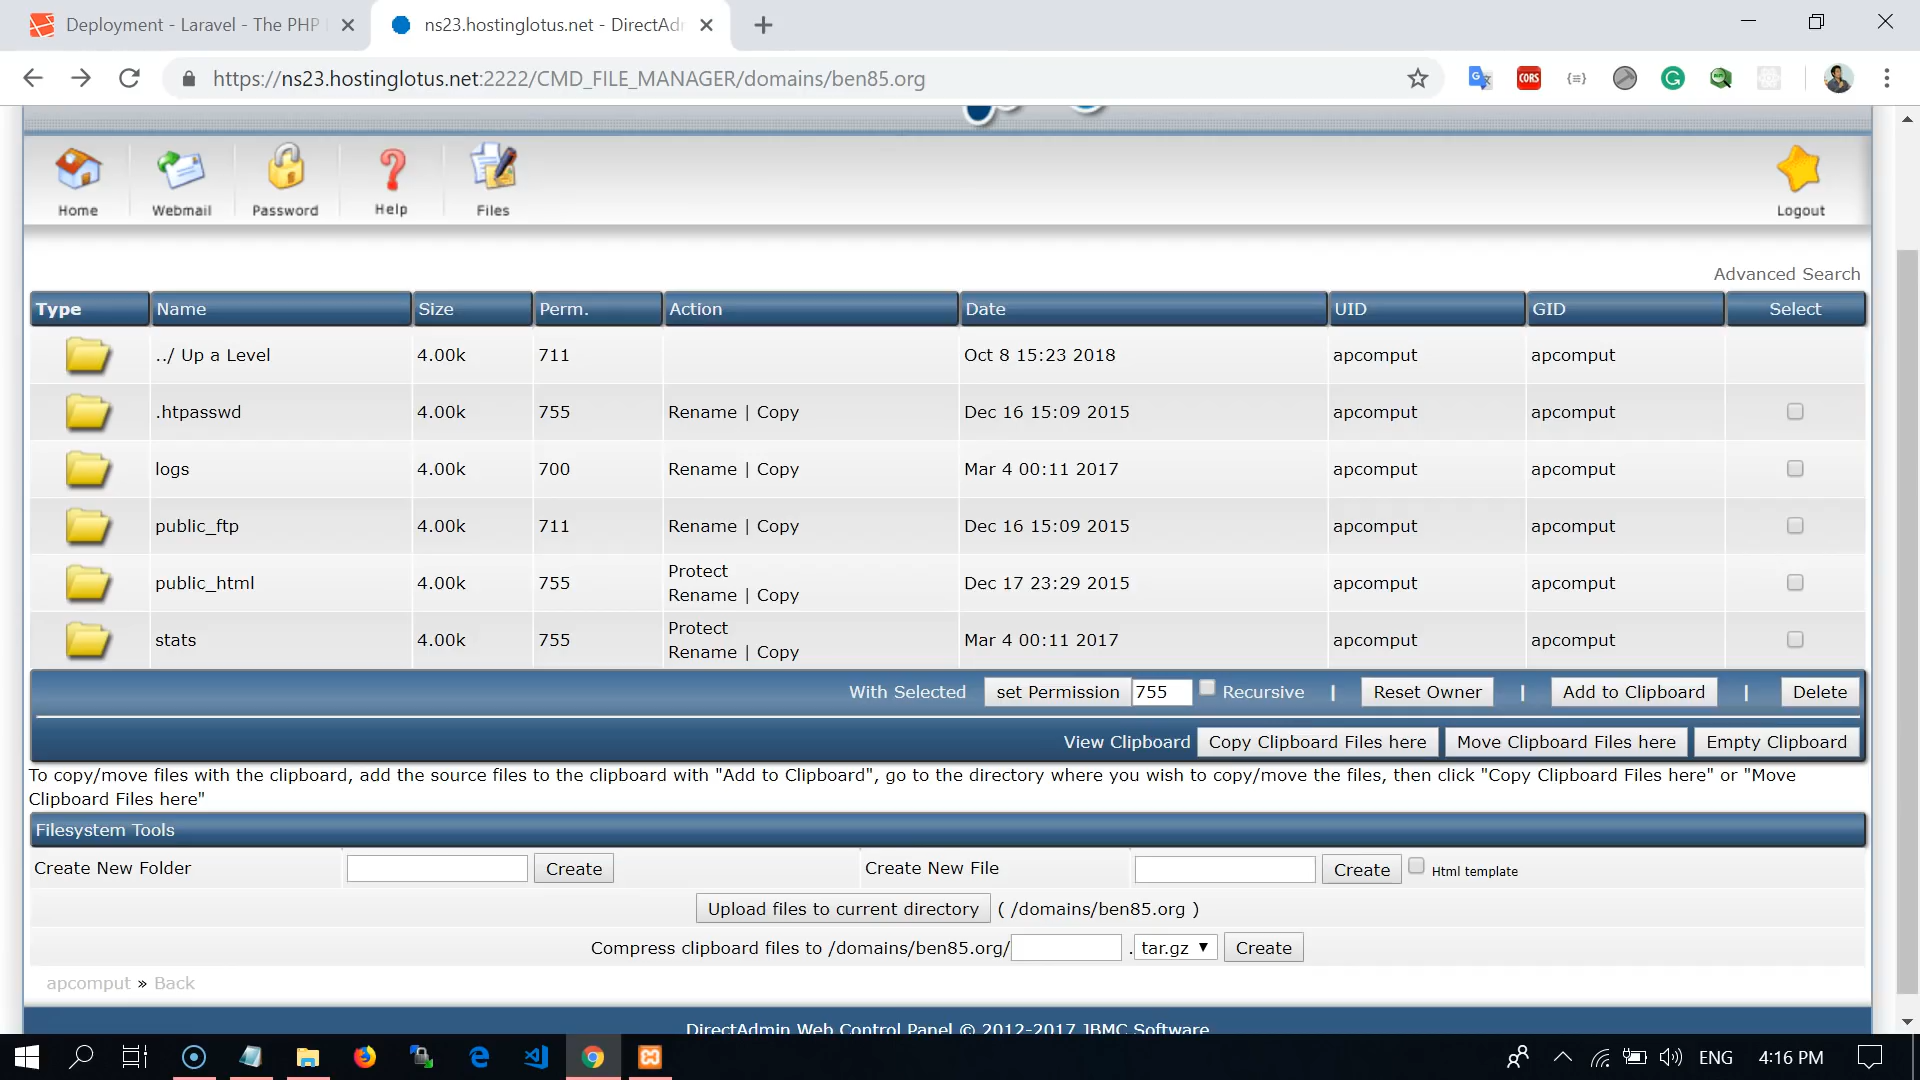 Deployment - Laravel - The PHP
ns23.hostinglotus.net - DirectAdm
https://ns23.hostinglotus.net:2222/CMD_FILE_MANAGER/domains/ben85.org
CORS
Home
Webmail
Password
Help
Files
Logout
Advanced Search
Type Name Size Perm. Action Date UID GID Select
../ Up a Level 4.00k 711 Oct 8 15:23 2018 apcomput apcomput
.htpasswd 4.00k 755 Rename | Copy Dec 16 15:09 2015 apcomput apcomput
logs 4.00k 700 Rename | Copy Mar 4 00:11 2017 apcomput apcomput
public_ftp 4.00k 711 Rename | Copy Dec 16 15:09 2015 apcomput apcomput
Protect
public_html 4.00k 755 Rename | Copy Dec 17 23:29 2015 apcomput apcomput
Protect
stats 4.00k 755 Rename | Copy Mar 4 00:11 2017 apcomput apcomput
With Selected set Permission 755 Recursive | Reset Owner | Add to Clipboard | Delete
View Clipboard Copy Clipboard Files here Move Clipboard Files here Empty Clipboard
To copy/move files with the clipboard, add the source files to the clipboard with "Add to Clipboard", go to the directory where you wish to copy/move the files, then click "Copy Clipboard Files here" or "Move
Clipboard Files here"
Filesystem Tools
Create New Folder Create Create New File Create Html template
Upload files to current directory ( /domains/ben85.org )
Compress clipboard files to /domains/ben85.org/ . tar.gz Create
apcomput » Back
DirectAdmin Web Control Panel © 2012-2017 JBMC Software
ENG 4:16 PM